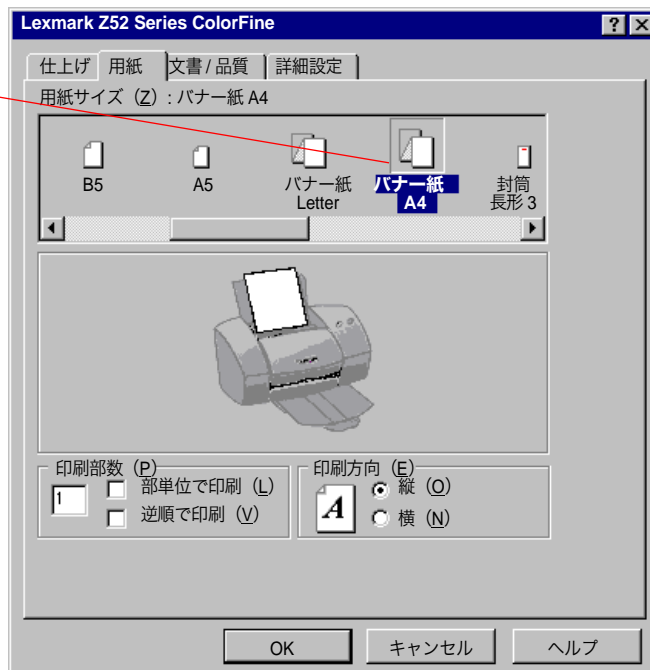 Lexmark Z52 Series ColorFine
仕上げ 用紙 文書 / 品質 詳細設定
用紙サイズ（Z）: バナー紙 A4
B5
A5
バナー紙
Letter
バナー紙
A4
封筒
長形 3
印刷部数（P）
1
部単位で印刷（L）
逆順で印刷（V）
印刷方向（E）
A
縦（O）
横（N）
OK キャンセル ヘルプ